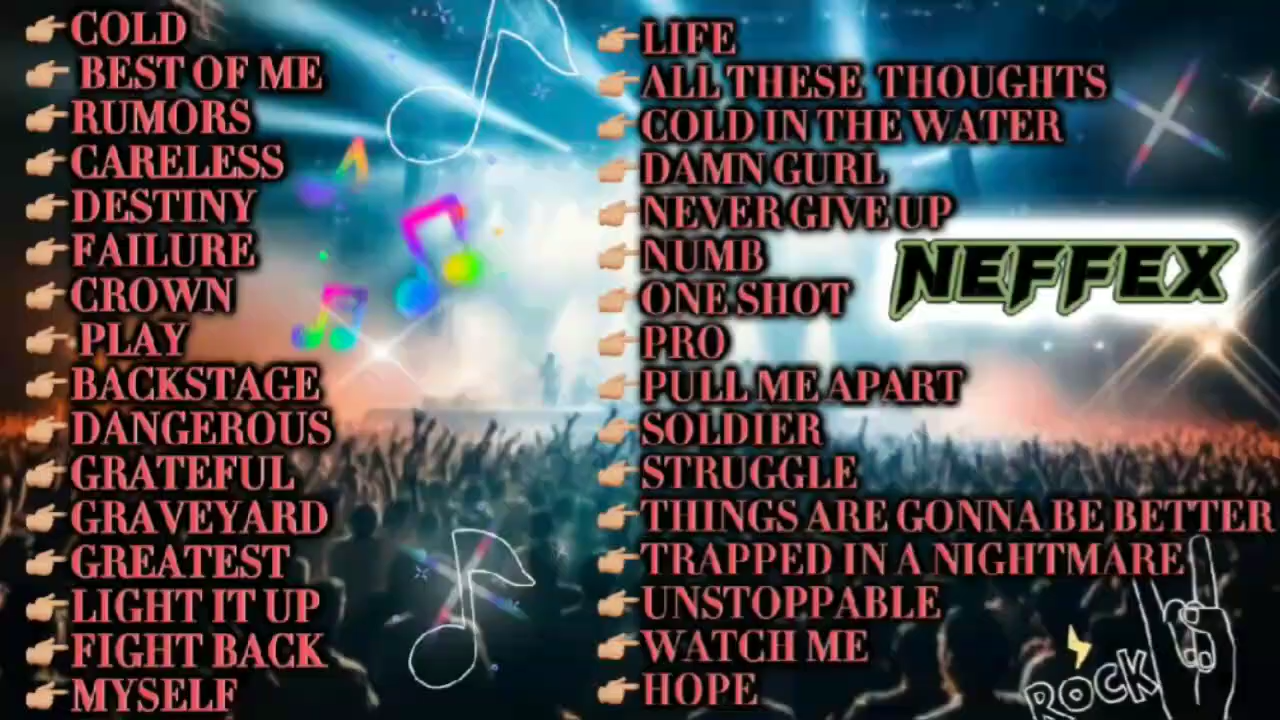 COLD
BEST OF ME
RUMORS
CARELESS
DESTINY
FAILURE
CROWN
PLAY
BACKSTAGE
DANGEROUS
GRATEFUL
GRAVEYARD
GREATEST
LIGHT IT UP
FIGHT BACK
MYSELF
LIFE
ALL THESE THOUGHTS
COLD IN THE WATER
DAMN GURL
NEVER GIVE UP
NUMB
ONE SHOT
PRO
PULL ME APART
SOLDIER
STRUGGLE
THINGS ARE GONNA BE BETTER
TRAPPED IN A NIGHTMARE
UNSTOPPABLE
WATCH ME
HOPE
NEFFEX
ROCK